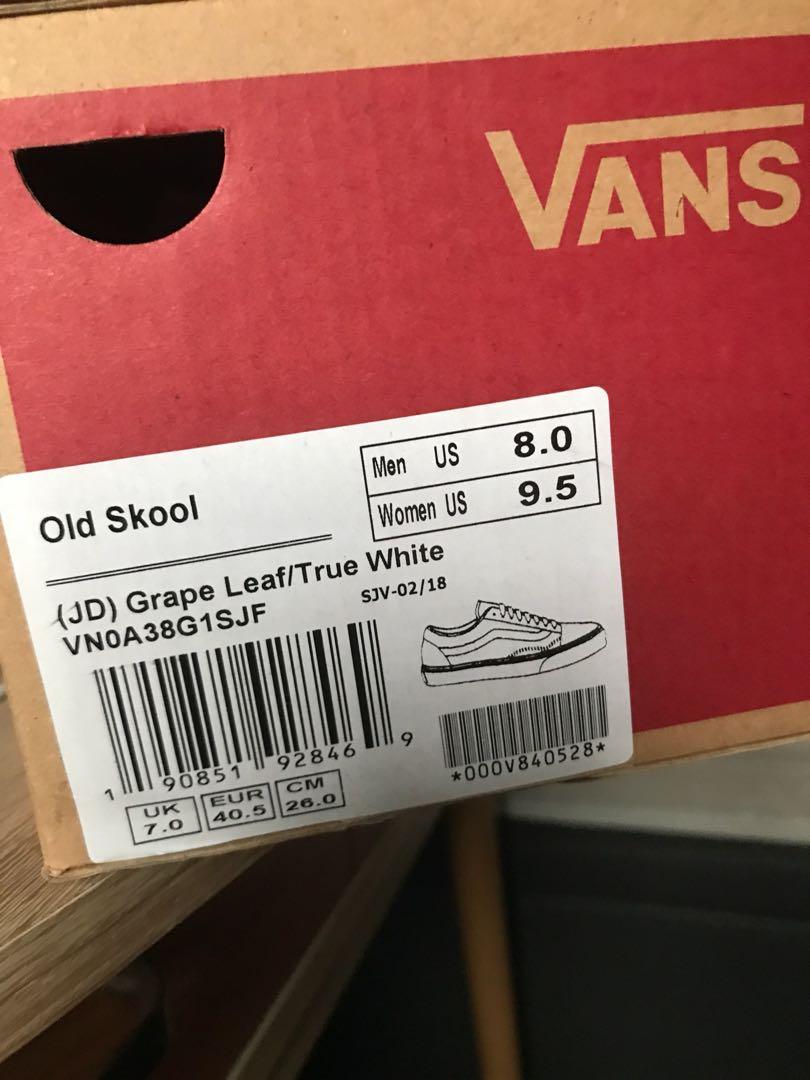 VANS
Men US 8.0
Women US 9.5
Old Skool
(JD) Grape Leaf/True White
VN0A38G1SJF
SJV-02/18
1 90851 92846 9
*000V840528*
UK 7.0
EUR 40.5
CM 26.0